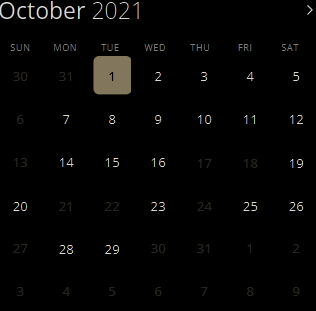 October 2021
SUN MON TUE WED THU FRI SAT
30 31 1 2 3 4 5
6 7 8 9 10 11 12
13 14 15 16 17 18 19
20 21 22 23 24 25 26
27 28 29 30 31 1 2
3 4 5 6 7 8 9